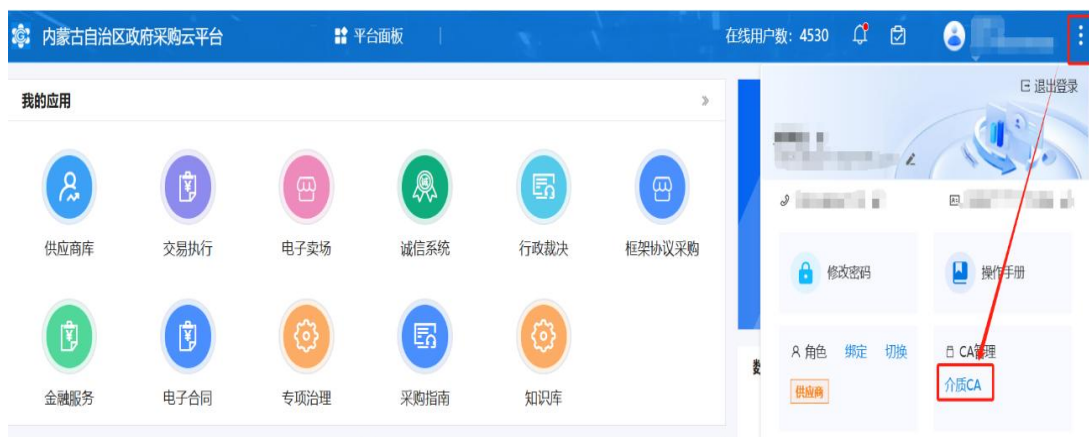 内蒙古自治区政府采购云平台 平台面板 在线用户数: 4530
退出登录
我的应用
供应商库 交易执行 电子卖场 诚信系统 行政裁决 框架协议采购
修改密码 操作手册
角色 绑定 切换 CA管理
供应商 介质CA
金融服务 电子合同 专项治理 采购指南 知识库